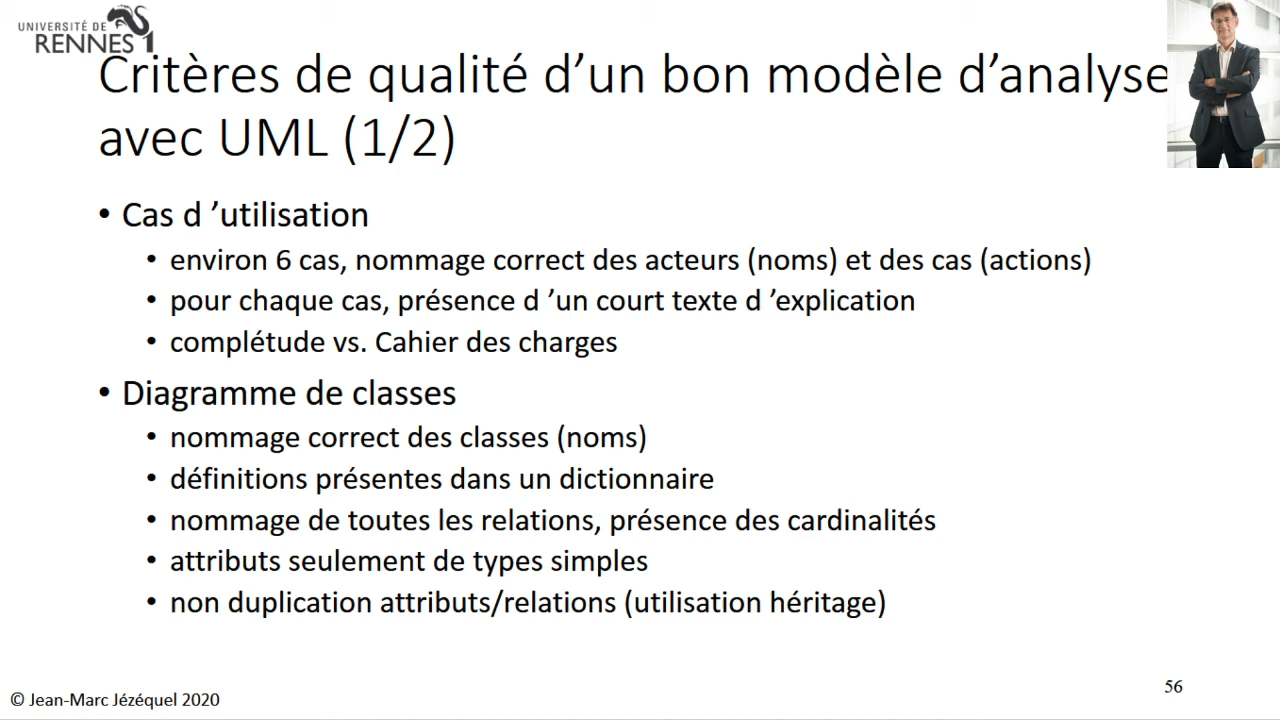 UNIVERSITÉ DE
RENNES 1
Critères de qualité d’un bon modèle d’analyse
avec UML (1/2)
• Cas d ’utilisation
• environ 6 cas, nommage correct des acteurs (noms) et des cas (actions)
• pour chaque cas, présence d ’un court texte d ’explication
• complétude vs. Cahier des charges
• Diagramme de classes
• nommage correct des classes (noms)
• définitions présentes dans un dictionnaire
• nommage de toutes les relations, présence des cardinalités
• attributs seulement de types simples
• non duplication attributs/relations (utilisation héritage)
56
© Jean-Marc Jézéquel 2020